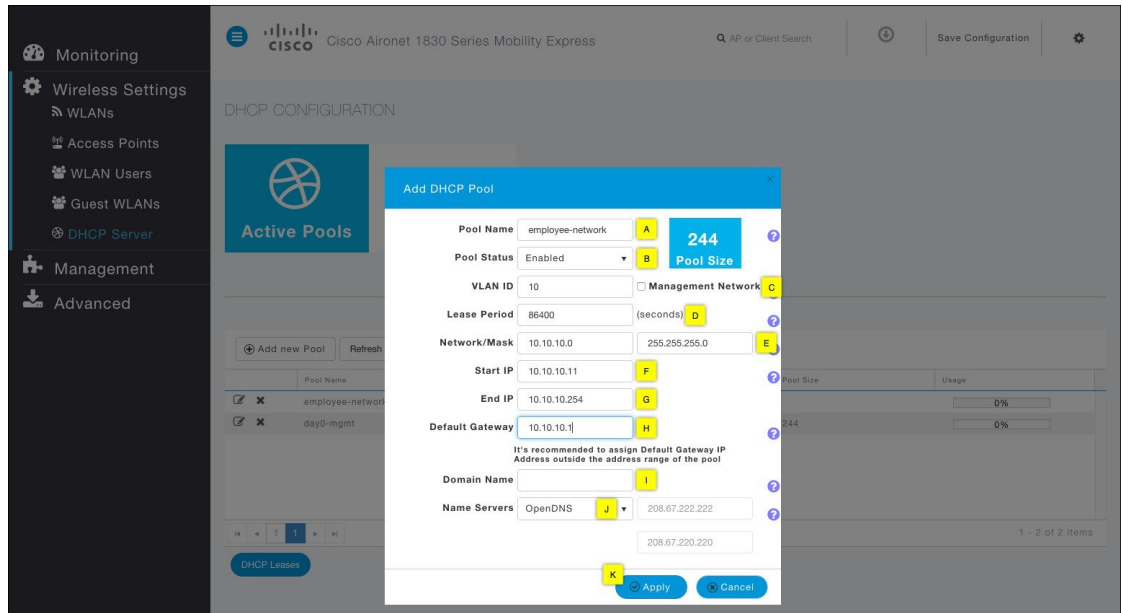 Monitoring
Wireless Settings
WLANs
Access Points
WLAN Users
Guest WLANs
DHCP Server
Management
Advanced
CISCO Cisco Aironet 1830 Series Mobility Express
AP or Client Search
Save Configuration
DHCP CONFIGURATION
Active Pools
Add new Pool Refresh
Pool Name Pool Size Usage
employee-network 0%
day0-mgmt 244 0%
1 1
1 - 2 of 2 items
DHCP Leases
Add DHCP Pool
Pool Name employee-network A
244
Pool Size
Pool Status Enabled B
VLAN ID 10 Management Network C
Lease Period 86400 (seconds) D
Network/Mask 10.10.10.0 255.255.255.0 E
Start IP 10.10.10.11 F
End IP 10.10.10.254 G
Default Gateway 10.10.10.1 H
It's recommended to assign Default Gateway IP
Address outside the address range of the pool
Domain Name I
Name Servers OpenDNS J 208.67.222.222
208.67.220.220
K Apply Cancel